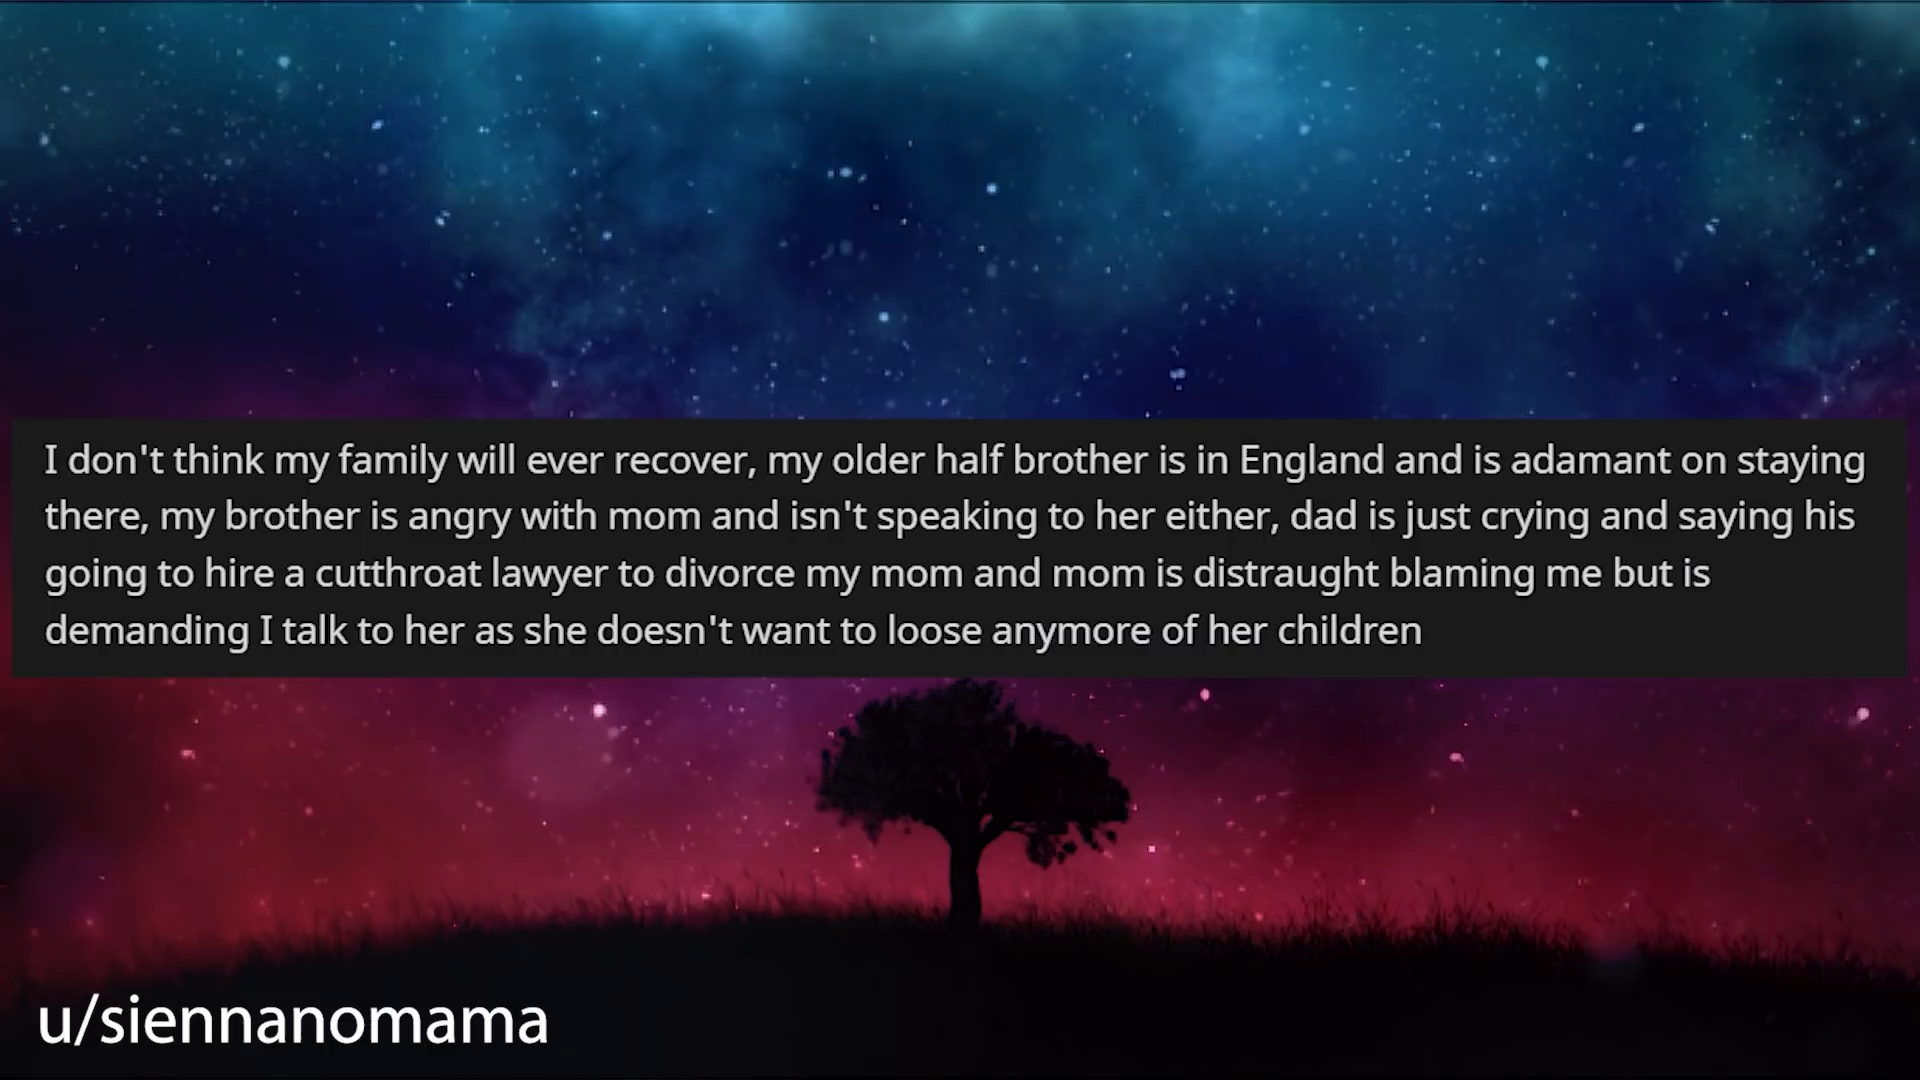 I don't think my family will ever recover, my older half brother is in England and is adamant on staying
there, my brother is angry with mom and isn't speaking to her either, dad is just crying and saying his
going to hire a cutthroat lawyer to divorce my mom and mom is distraught blaming me but is
demanding I talk to her as she doesn't want to loose anymore of her children
u/siennanomama